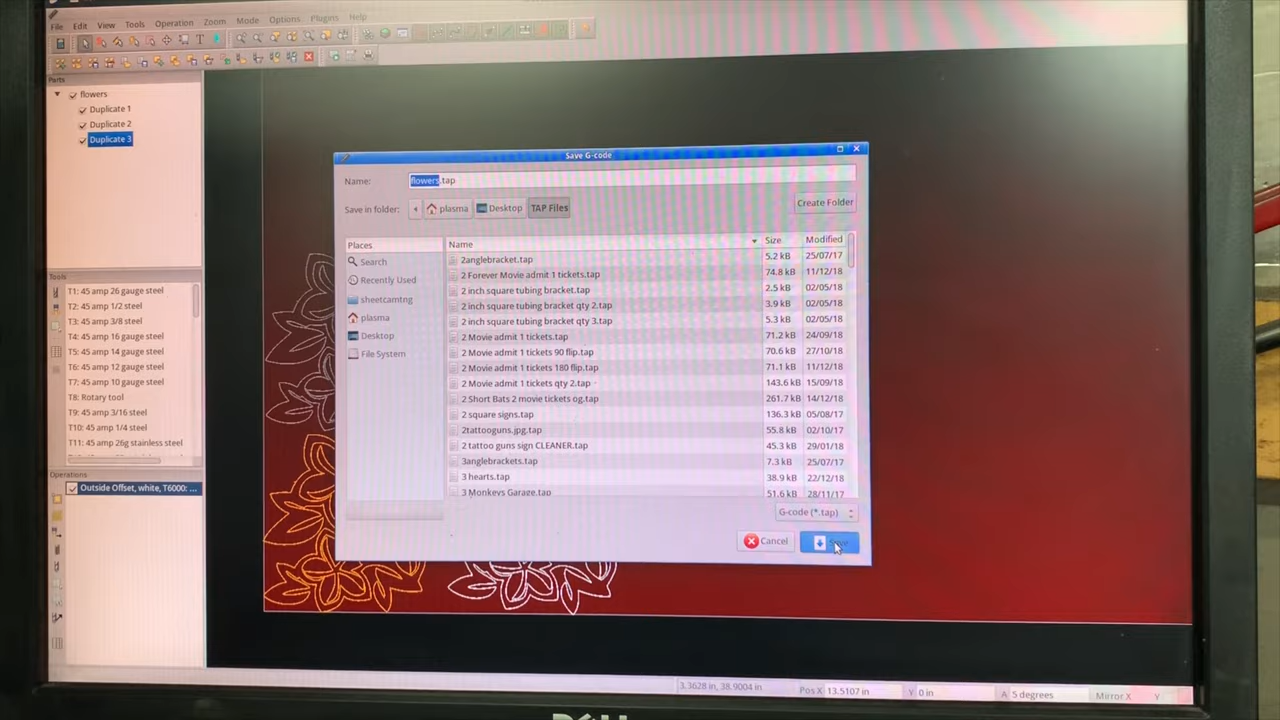 File Edit View Tools Operation Zoom Mode Options Plugins Help
Parts
flowers
Duplicate 1
Duplicate 2
Duplicate 3
Tools
T1: 45 amp 26 gauge steel
T2: 45 amp 1/2 steel
T3: 45 amp 3/8 steel
T4: 45 amp 16 gauge steel
T5: 45 amp 14 gauge steel
T6: 45 amp 12 gauge steel
T7: 45 amp 10 gauge steel
T8: Rotary tool
T9: 45 amp 3/16 steel
T10: 45 amp 1/4 steel
T11: 45 amp 26g stainless steel
Operations
Outside Offset, white, T6000: ...
Save G-code
Name: flowers.tap
Save in folder: plasma Desktop TAP Files Create Folder
Places
Search
Recently Used
sheetcamtng
plasma
Desktop
File System
Name Size Modified
2anglebracket.tap 5.2 kB 25/07/17
2 Forever Movie admit 1 tickets.tap 74.8 kB 11/12/18
2 inch square tubing bracket.tap 2.5 kB 02/05/18
2 inch square tubing bracket qty 2.tap 3.9 kB 02/05/18
2 inch square tubing bracket qty 3.tap 5.3 kB 02/05/18
2 Movie admit 1 tickets.tap 71.2 kB 24/09/18
2 Movie admit 1 tickets 90 flip.tap 70.6 kB 27/10/18
2 Movie admit 1 tickets 180 flip.tap 71.1 kB 11/12/18
2 Movie admit 1 tickets qty 2.tap 143.6 kB 15/09/18
2 Short Bats 2 movie tickets og.tap 261.7 kB 14/12/18
2 square signs.tap 136.3 kB 05/08/17
2tattooguns.jpg.tap 55.8 kB 02/10/17
2 tattoo guns sign CLEANER.tap 45.3 kB 29/01/18
3anglebrackets.tap 7.3 kB 25/07/17
3 hearts.tap 38.9 kB 22/12/18
3 Monkeys Garage.tap 51.6 kB 28/11/17
G-code (*.tap)
Cancel Save
3.3628 in, 38.9004 in Pos X 13.5107 in Y 0 in A 5 degrees Mirror X Y
DELL